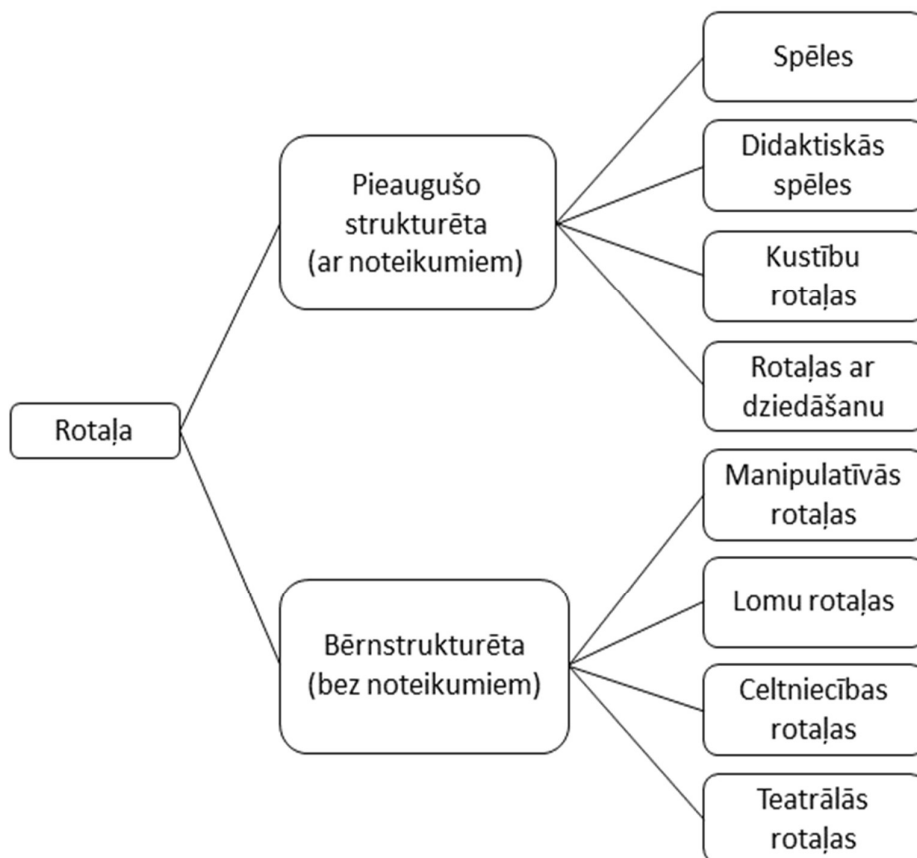 Rotaļa
Pieaugušo
strukturēta
(ar noteikumiem)
Spēles
Didaktiskās
spēles
Kustību
rotaļas
Rotaļas ar
dziedāšanu
Bērnstrukturēta
(bez noteikumiem)
Manipulatīvās
rotaļas
Lomu rotaļas
Celtniecības
rotaļas
Teatrālās
rotaļas